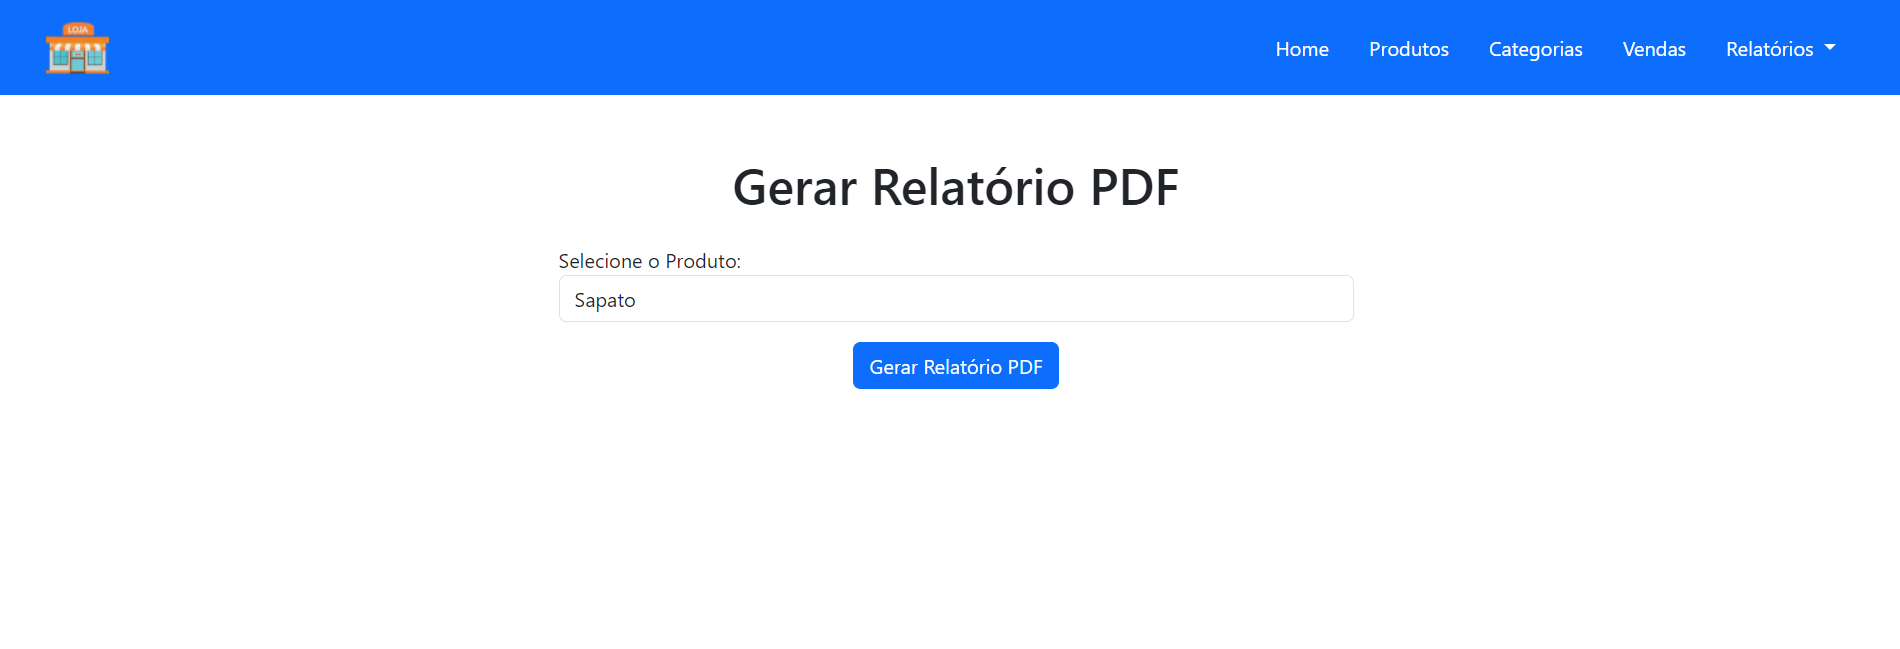 LOJA
Home Produtos Categorias Vendas Relatórios
Gerar Relatório PDF
Selecione o Produto:
Sapato
Gerar Relatório PDF